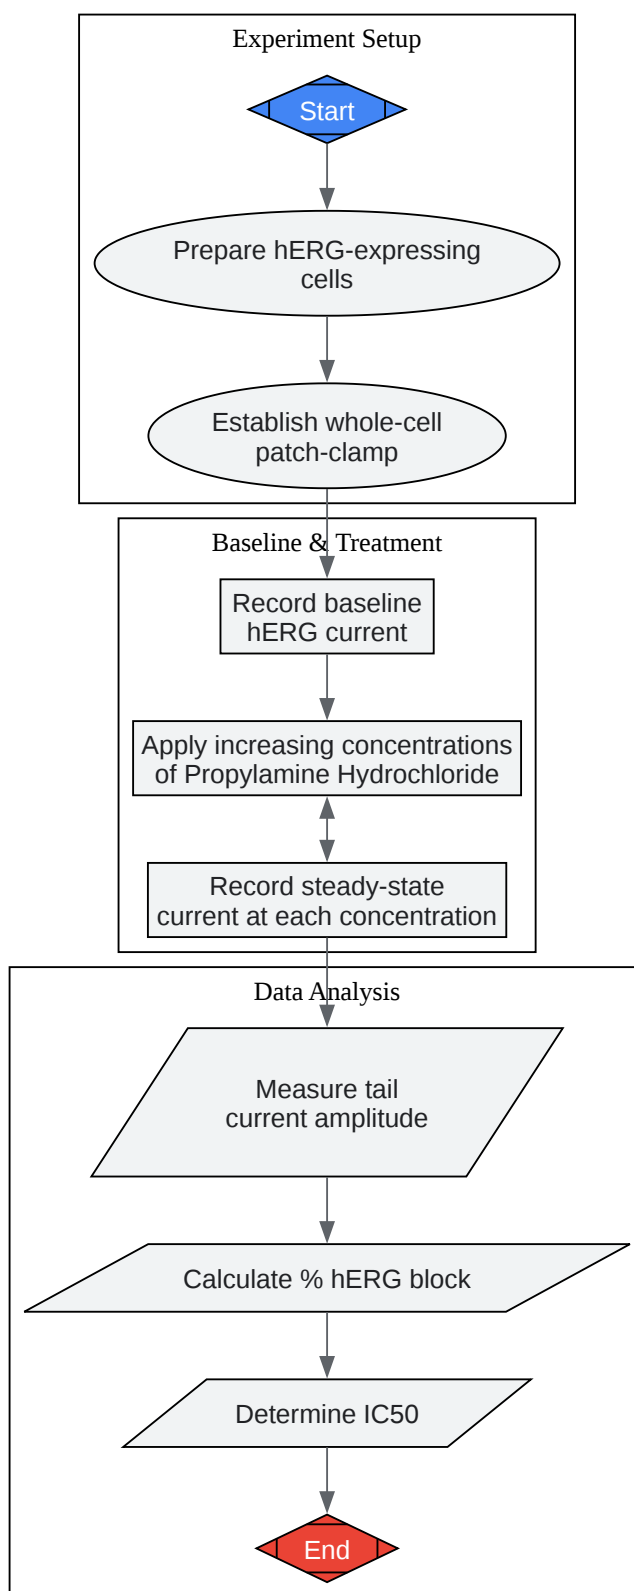 Experiment Setup
Start
Prepare hERG-expressing
cells
Establish whole-cell
patch-clamp
Baseline & Treatment
Record baseline
hERG current
Apply increasing concentrations
of Propylamine Hydrochloride
Record steady-state
current at each concentration
Data Analysis
Measure tail
current amplitude
Calculate % hERG block
Determine IC50
End